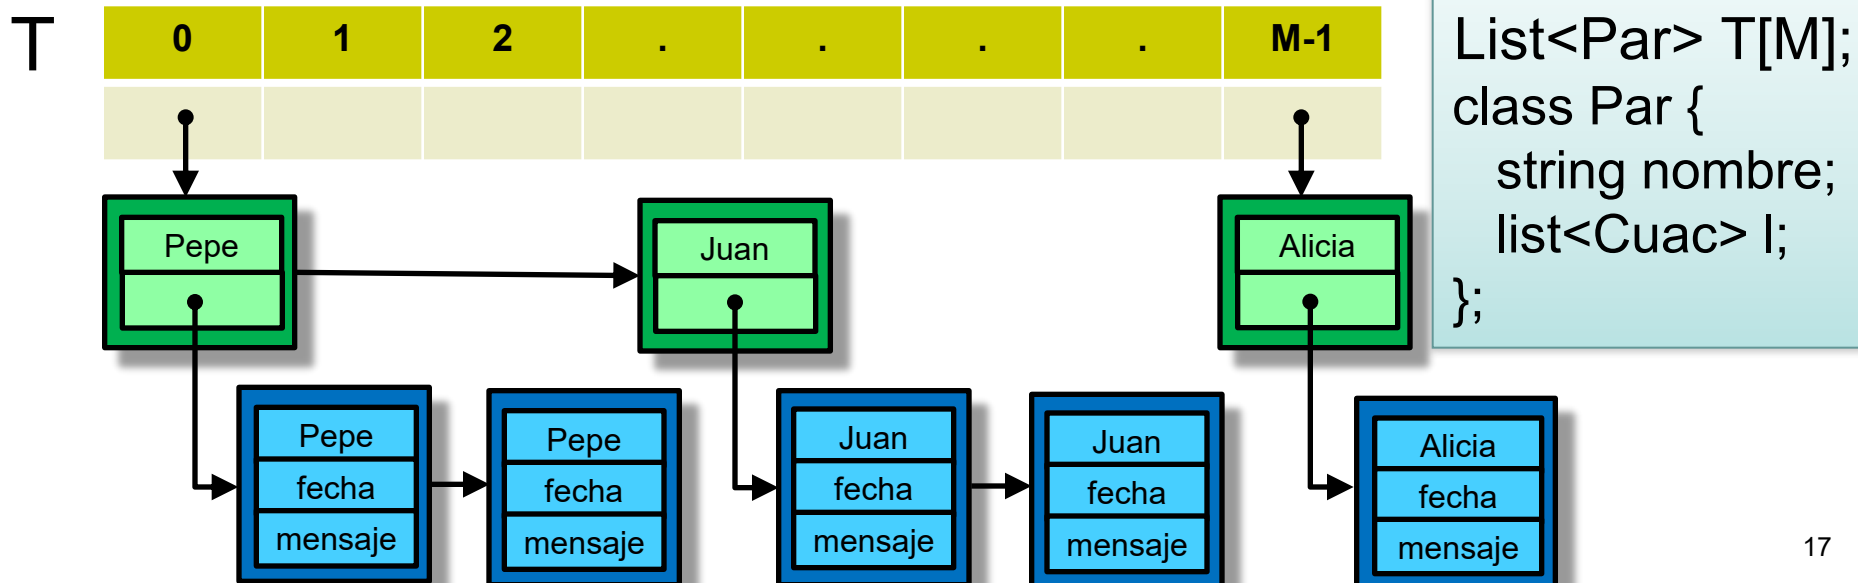 T
0 1 2 . . . . M-1
List<Par> T[M];
class Par {
string nombre;
list<Cuac> l;
};
Pepe
Juan
Alicia
Pepe
fecha
mensaje
Pepe
fecha
mensaje
Juan
fecha
mensaje
Juan
fecha
mensaje
Alicia
fecha
mensaje
17